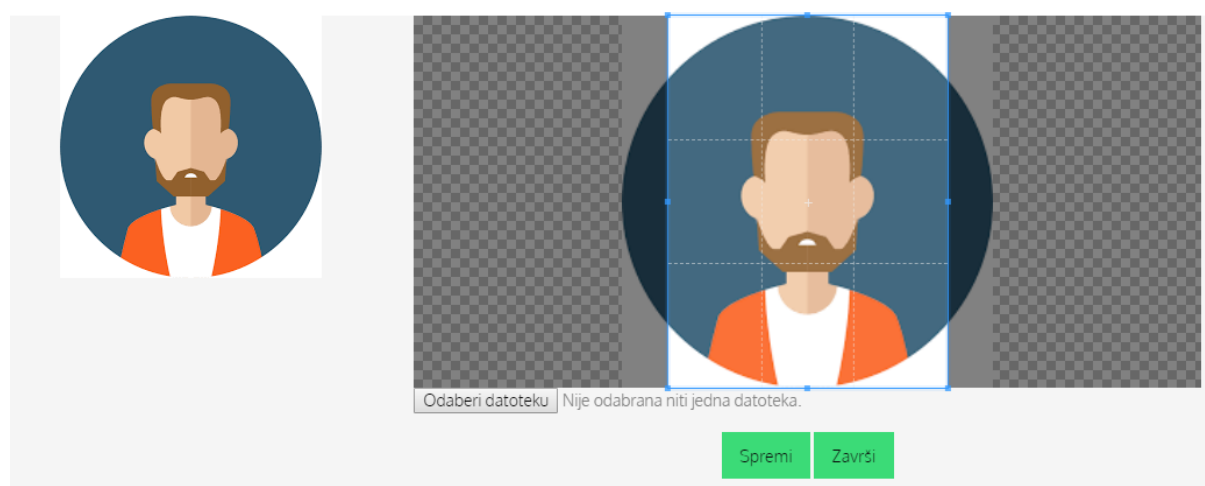 Odaberi datoteku Nije odabrana niti jedna datoteka.
Spremi Završi